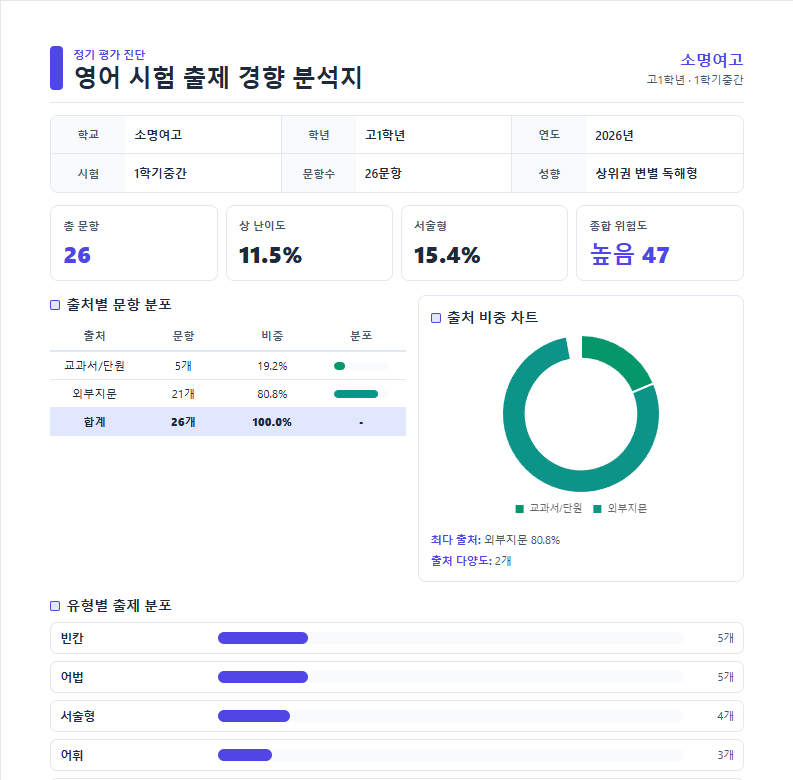 정기 평가 진단
영어 시험 출제 경향 분석지
소명여고
고1학년 · 1학기중간
학교 소명여고 학년 고1학년 연도 2026년
시험 1학기중간 문항수 26문항 성향 상위권 변별 독해형
총 문항 상 난이도 서술형 종합 위험도
26 11.5% 15.4% 높음 47
출처별 문항 분포
출처 문항 비중 분포
교과서/단원 5개 19.2%
외부지문 21개 80.8%
합계 26개 100.0% -
출처 비중 차트
교과서/단원 외부지문
최다 출처: 외부지문 80.8%
출처 다양도: 2개
유형별 출제 분포
빈칸 5개
어법 5개
서술형 4개
어휘 3개